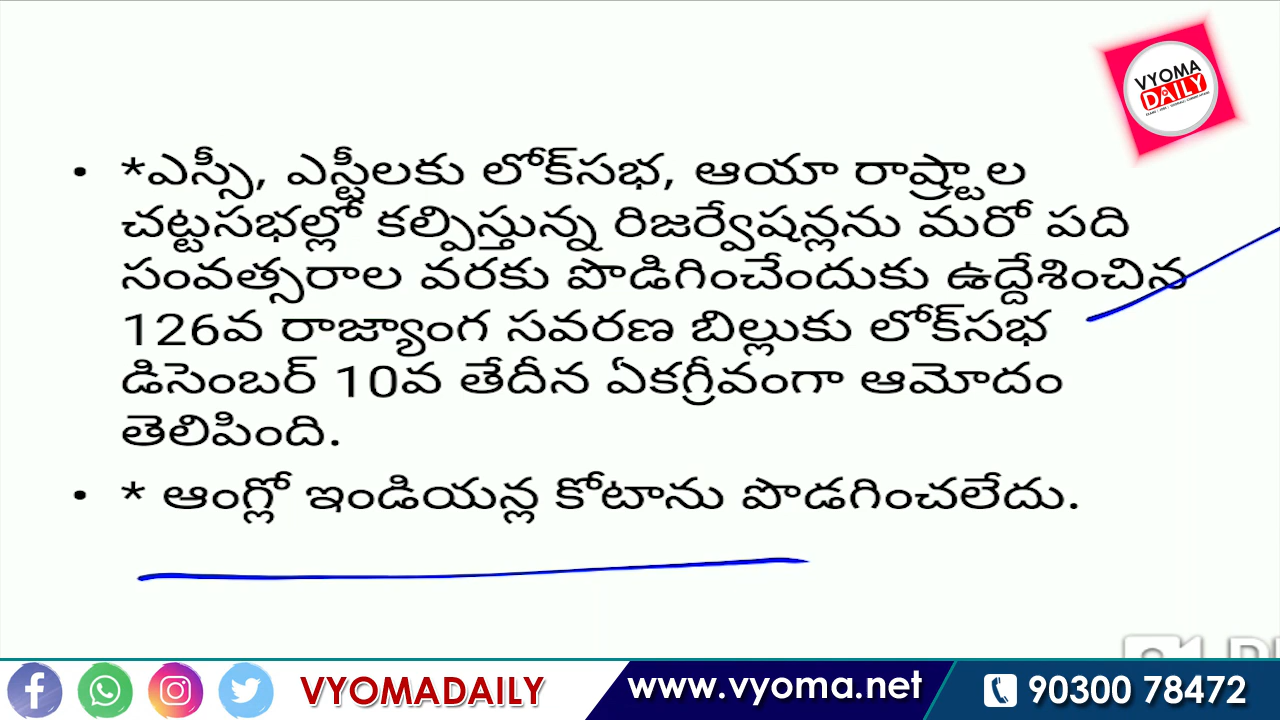 VYOMA
DAILY
• *ఎస్సీ, ఎస్టీలకు లోక్‌సభ, ఆయా రాష్ట్రాల
చట్టసభల్లో కల్పిస్తున్న రిజర్వేషన్లను మరో పది
సంవత్సరాల వరకు పొడిగించేందుకు ఉద్దేశించిన
126వ రాజ్యాంగ సవరణ బిల్లుకు లోక్‌సభ
డిసెంబర్ 10వ తేదీన ఏకగ్రీవంగా ఆమోదం
తెలిపింది.
• * ఆంగ్లో ఇండియన్ల కోటాను పొడగించలేదు.
VYOMADAILY www.vyoma.net 90300 78472